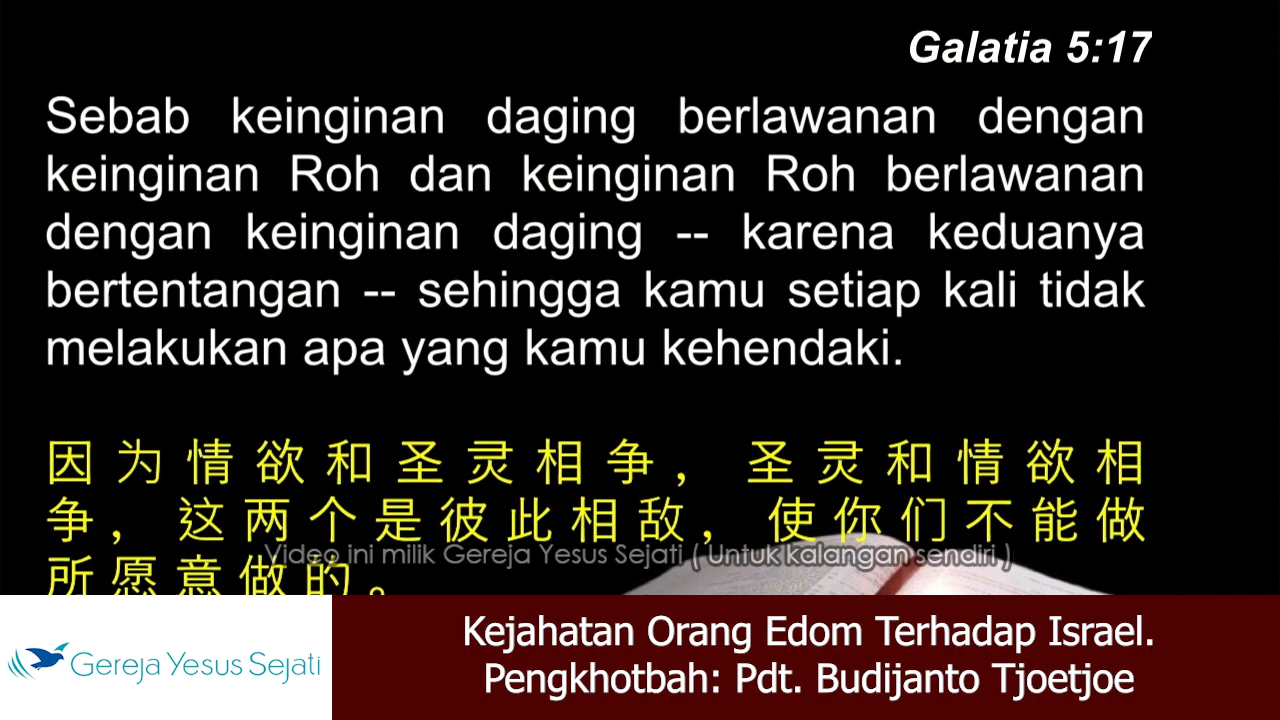 Galatia 5:17
Sebab keinginan daging berlawanan dengan
keinginan Roh dan keinginan Roh berlawanan
dengan keinginan daging -- karena keduanya
bertentangan -- sehingga kamu setiap kali tidak
melakukan apa yang kamu kehendaki.
因为情欲和圣灵相争，圣灵和情欲相
争，这两个是彼此相敌，使你们不能做
所愿意做的。
Video ini milik Gereja Yesus Sejati ( Untuk kalangan sendiri )
Gereja Yesus Sejati
Kejahatan Orang Edom Terhadap Israel.
Pengkhotbah: Pdt. Budijanto Tjoetjoe